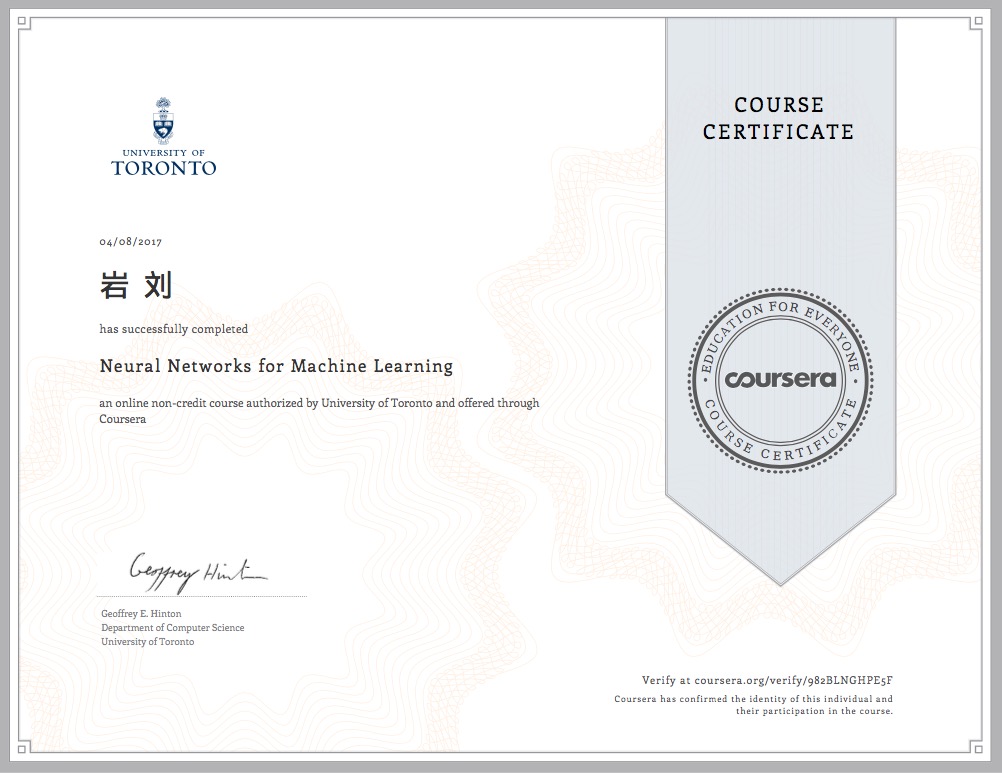 COURSE
CERTIFICATE
UNIVERSITY OF
TORONTO
04/08/2017
岩 刘
has successfully completed
Neural Networks for Machine Learning
an online non-credit course authorized by University of Toronto and offered through
Coursera
EDUCATION FOR EVERYONE
coursera
COURSE CERTIFICATE
Geoffrey Hinton
Geoffrey E. Hinton
Department of Computer Science
University of Toronto
Verify at coursera.org/verify/982BLNGHPE5F
Coursera has confirmed the identity of this individual and
their participation in the course.